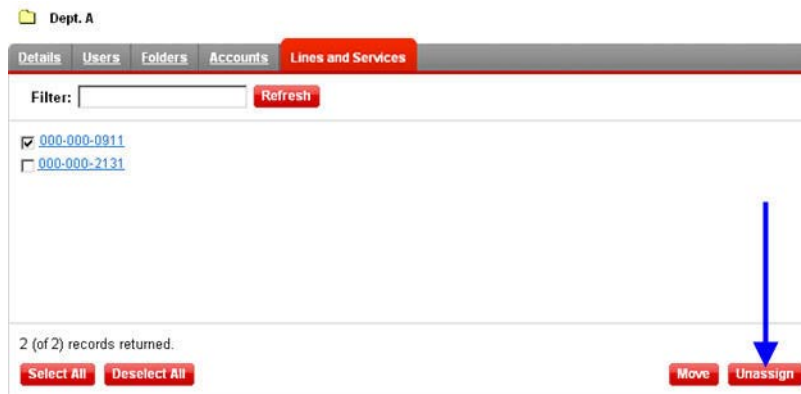 Dept. A
Details Users Folders Accounts Lines and Services
Filter: Refresh
000-000-0911
000-000-2131
2 (of 2) records returned.
Select All Deselect All Move Unassign